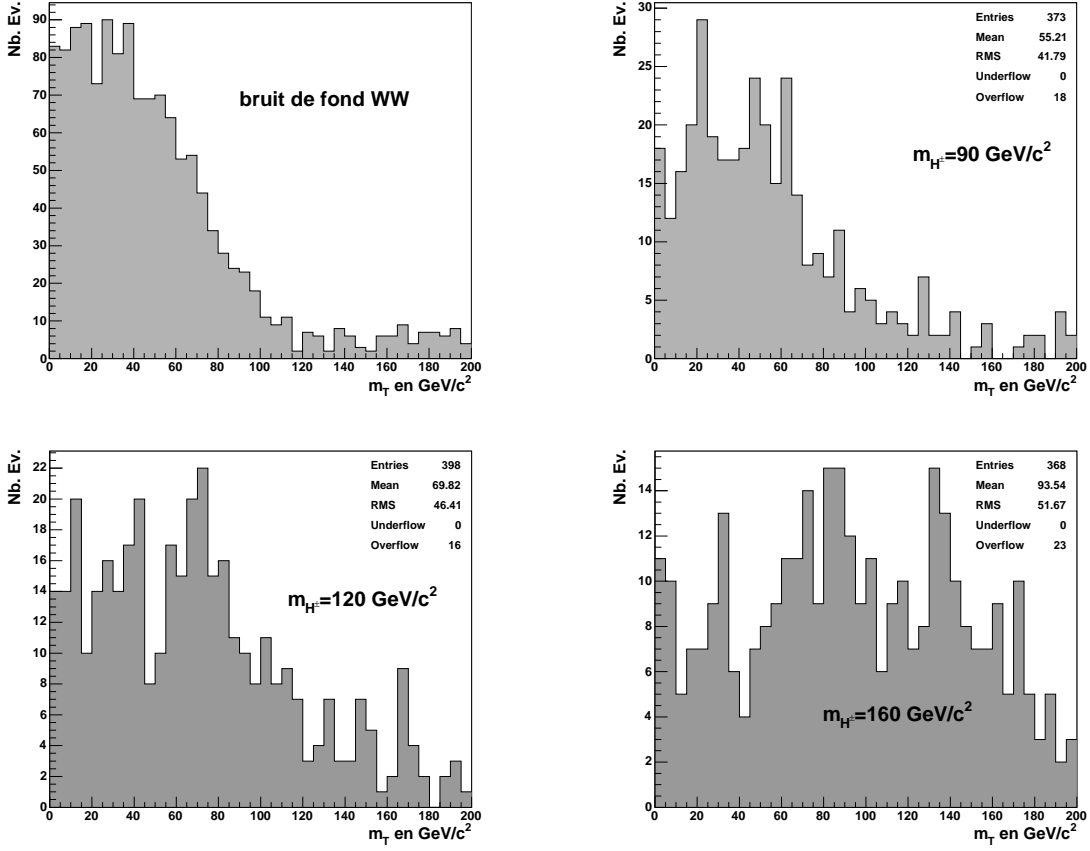 Nb. Ev.
90
80
70
60
50
40
30
20
10
0
bruit de fond WW
0 20 40 60 80 100 120 140 160 180 200
m_T en GeV/c²
Nb. Ev.
30
25
20
15
10
5
0
Entries 373
Mean 55.21
RMS 41.79
Underflow 0
Overflow 18
m_H±=90 GeV/c²
0 20 40 60 80 100 120 140 160 180 200
m_T en GeV/c²
Nb. Ev.
22
20
18
16
14
12
10
8
6
4
2
0
Entries 398
Mean 69.82
RMS 46.41
Underflow 0
Overflow 16
m_H±=120 GeV/c²
0 20 40 60 80 100 120 140 160 180 200
m_T en GeV/c²
Nb. Ev.
14
12
10
8
6
4
2
0
Entries 368
Mean 93.54
RMS 51.67
Underflow 0
Overflow 23
m_H±=160 GeV/c²
0 20 40 60 80 100 120 140 160 180 200
m_T en GeV/c²